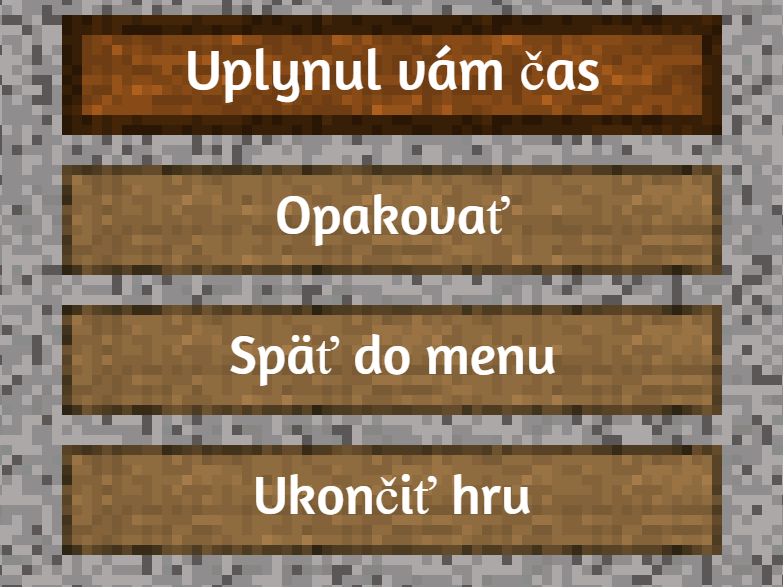 Uplynul vám čas
Opakovať
Späť do menu
Ukončiť hru